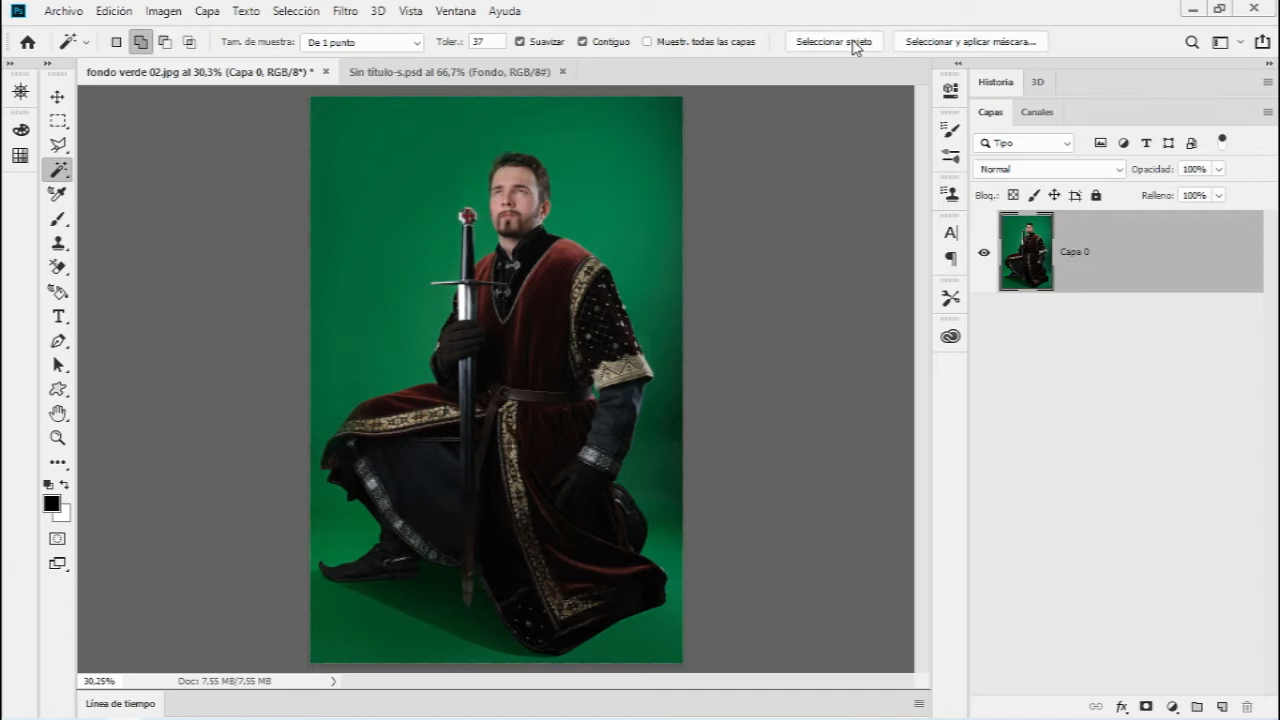 Ps Archivo Edición Imagen Capa Texto Selección Filtro 3D Vista Ventana Ayuda
Tam. de muestra: De 1 punto Toler.: 37 Suavizar Contiguo Muestr. todas las capas Seleccionar sujeto Seleccionar y aplicar máscara...
fondo verde 02.jpg al 30,3% (Capa 0, RGB/8*) * Sin título-s.psd al 66,7% (Fondo, RGB/8#)
Historia 3D
Capas Canales
Tipo
Normal Opacidad: 100%
Bloq.: Relleno: 100%
Capa 0
30,25% Doc: 7,55 MB/7,55 MB
Línea de tiempo